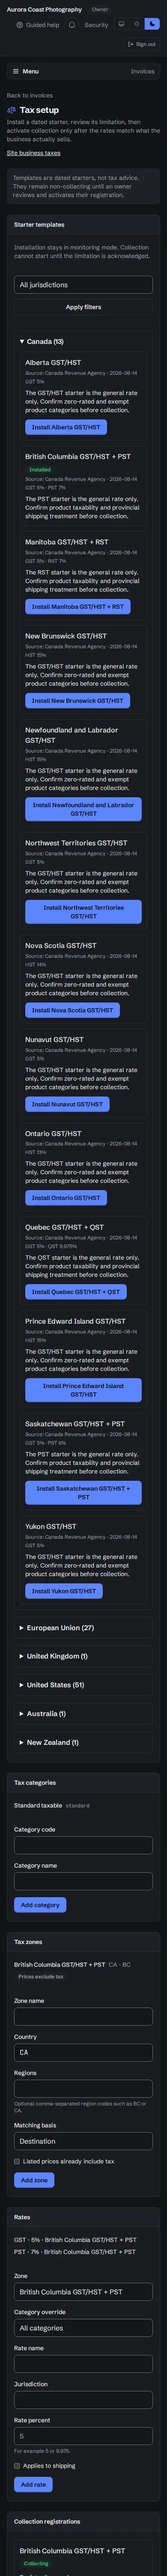 Aurora Coast Photography Owner
Guided help Security
Sign out
Menu Invoices
Back to invoices
Tax setup
Install a dated starter, review its limitation, then
activate collection only after the rates match what the
business actually sells.
Site business taxes
Templates are dated starters, not tax advice.
They remain non-collecting until an owner
reviews and activates their registration.
Starter templates
Installation stays in monitoring mode. Collection
cannot start until the limitation is acknowledged.
All jurisdictions
Apply filters
Canada (13)
Alberta GST/HST
Source: Canada Revenue Agency · 2026-08-14
GST 5%
The GST/HST starter is the general rate
only. Confirm zero-rated and exempt
product categories before collection.
Install Alberta GST/HST
British Columbia GST/HST + PST
Installed
Source: Canada Revenue Agency · 2026-08-14
GST 5% · PST 7%
The PST starter is the general rate only.
Confirm product taxability and provincial
shipping treatment before collection.
Manitoba GST/HST + RST
Source: Canada Revenue Agency · 2026-08-14
GST 5% · RST 7%
The RST starter is the general rate only.
Confirm product taxability and provincial
shipping treatment before collection.
Install Manitoba GST/HST + RST
New Brunswick GST/HST
Source: Canada Revenue Agency · 2026-08-14
HST 15%
The GST/HST starter is the general rate
only. Confirm zero-rated and exempt
product categories before collection.
Install New Brunswick GST/HST
Newfoundland and Labrador
GST/HST
Source: Canada Revenue Agency · 2026-08-14
HST 15%
The GST/HST starter is the general rate
only. Confirm zero-rated and exempt
product categories before collection.
Install Newfoundland and Labrador
GST/HST
Northwest Territories GST/HST
Source: Canada Revenue Agency · 2026-08-14
GST 5%
The GST/HST starter is the general rate
only. Confirm zero-rated and exempt
product categories before collection.
Install Northwest Territories
GST/HST
Nova Scotia GST/HST
Source: Canada Revenue Agency · 2026-08-14
HST 14%
The GST/HST starter is the general rate
only. Confirm zero-rated and exempt
product categories before collection.
Install Nova Scotia GST/HST
Nunavut GST/HST
Source: Canada Revenue Agency · 2026-08-14
GST 5%
The GST/HST starter is the general rate
only. Confirm zero-rated and exempt
product categories before collection.
Install Nunavut GST/HST
Ontario GST/HST
Source: Canada Revenue Agency · 2026-08-14
HST 13%
The GST/HST starter is the general rate
only. Confirm zero-rated and exempt
product categories before collection.
Install Ontario GST/HST
Quebec GST/HST + QST
Source: Canada Revenue Agency · 2026-08-14
GST 5% · QST 9.975%
The QST starter is the general rate only.
Confirm product taxability and provincial
shipping treatment before collection.
Install Quebec GST/HST + QST
Prince Edward Island GST/HST
Source: Canada Revenue Agency · 2026-08-14
HST 15%
The GST/HST starter is the general rate
only. Confirm zero-rated and exempt
product categories before collection.
Install Prince Edward Island
GST/HST
Saskatchewan GST/HST + PST
Source: Canada Revenue Agency · 2026-08-14
GST 5% · PST 6%
The PST starter is the general rate only.
Confirm product taxability and provincial
shipping treatment before collection.
Install Saskatchewan GST/HST +
PST
Yukon GST/HST
Source: Canada Revenue Agency · 2026-08-14
GST 5%
The GST/HST starter is the general rate
only. Confirm zero-rated and exempt
product categories before collection.
Install Yukon GST/HST
European Union (27)
United Kingdom (1)
United States (51)
Australia (1)
New Zealand (1)
Tax categories
Standard taxable standard
Category code
Category name
Add category
Tax zones
British Columbia GST/HST + PST CA · BC
Prices exclude tax
Zone name
Country
CA
Regions
Optional comma-separated region codes such as BC or
CA.
Matching basis
Destination
Listed prices already include tax
Add zone
Rates
GST · 5% · British Columbia GST/HST + PST
PST · 7% · British Columbia GST/HST + PST
Zone
British Columbia GST/HST + PST
Category override
All categories
Rate name
Jurisdiction
Rate percent
5
For example 5 or 9.975.
Applies to shipping
Add rate
Collection registrations
British Columbia GST/HST + PST
Collecting